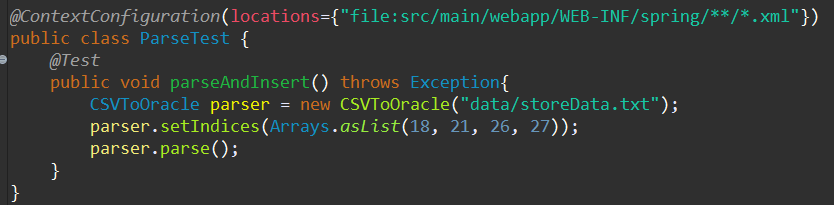 @ContextConfiguration(locations={"file:src/main/webapp/WEB-INF/spring/**/*.xml"})
public class ParseTest {
@Test
public void parseAndInsert() throws Exception{
CSVToOracle parser = new CSVToOracle("data/storeData.txt");
parser.setIndices(Arrays.asList(18, 21, 26, 27));
parser.parse();
}
}